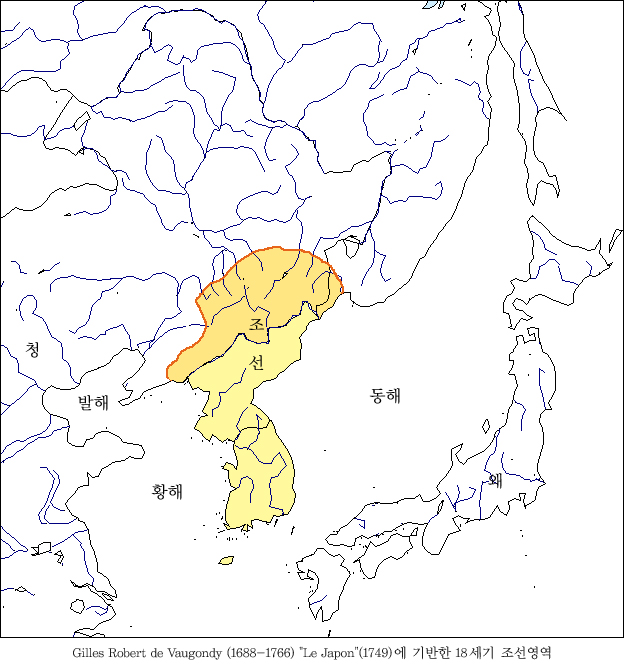 조
청
선
발해
동해
왜
황해
Gilles Robert de Vaugondy (1688-1766) "Le Japon"(1749)에 기반한 18세기 조선영역